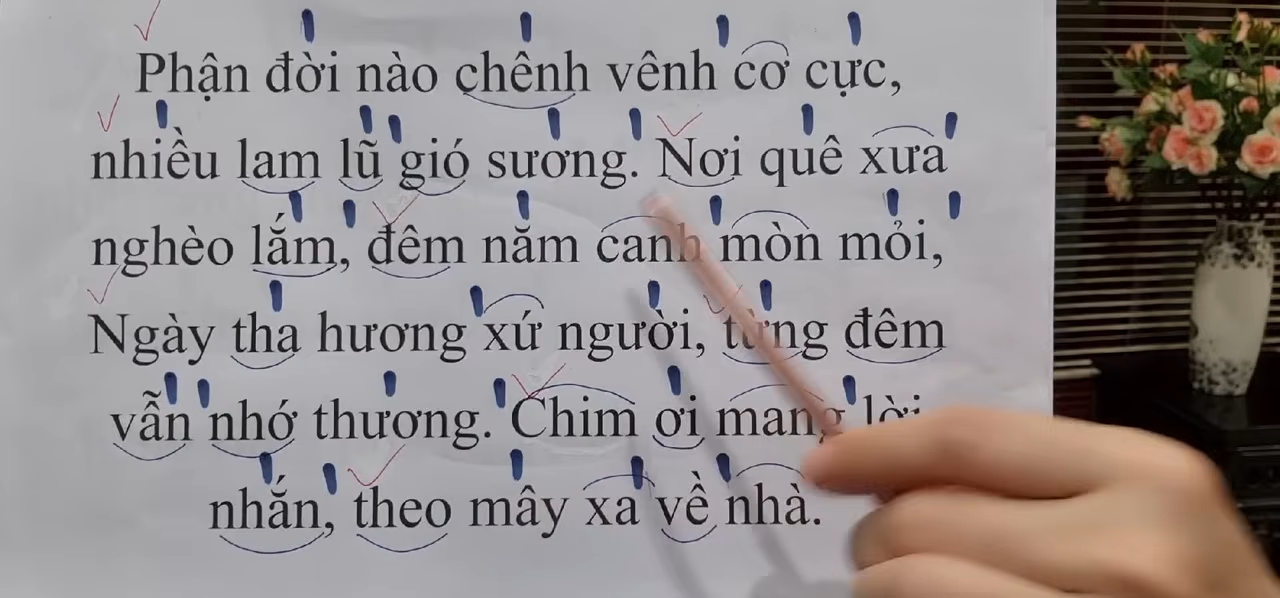 Phận đời nào chênh vênh cơ cực,
nhiều lam lũ gió sương. Nơi quê xưa
nghèo lắm, đêm năm canh mòn mỏi,
Ngày tha hương xứ người, từng đêm
vẫn nhớ thương. Chim ơi mang lời
nhắn, theo mây xa về nhà.